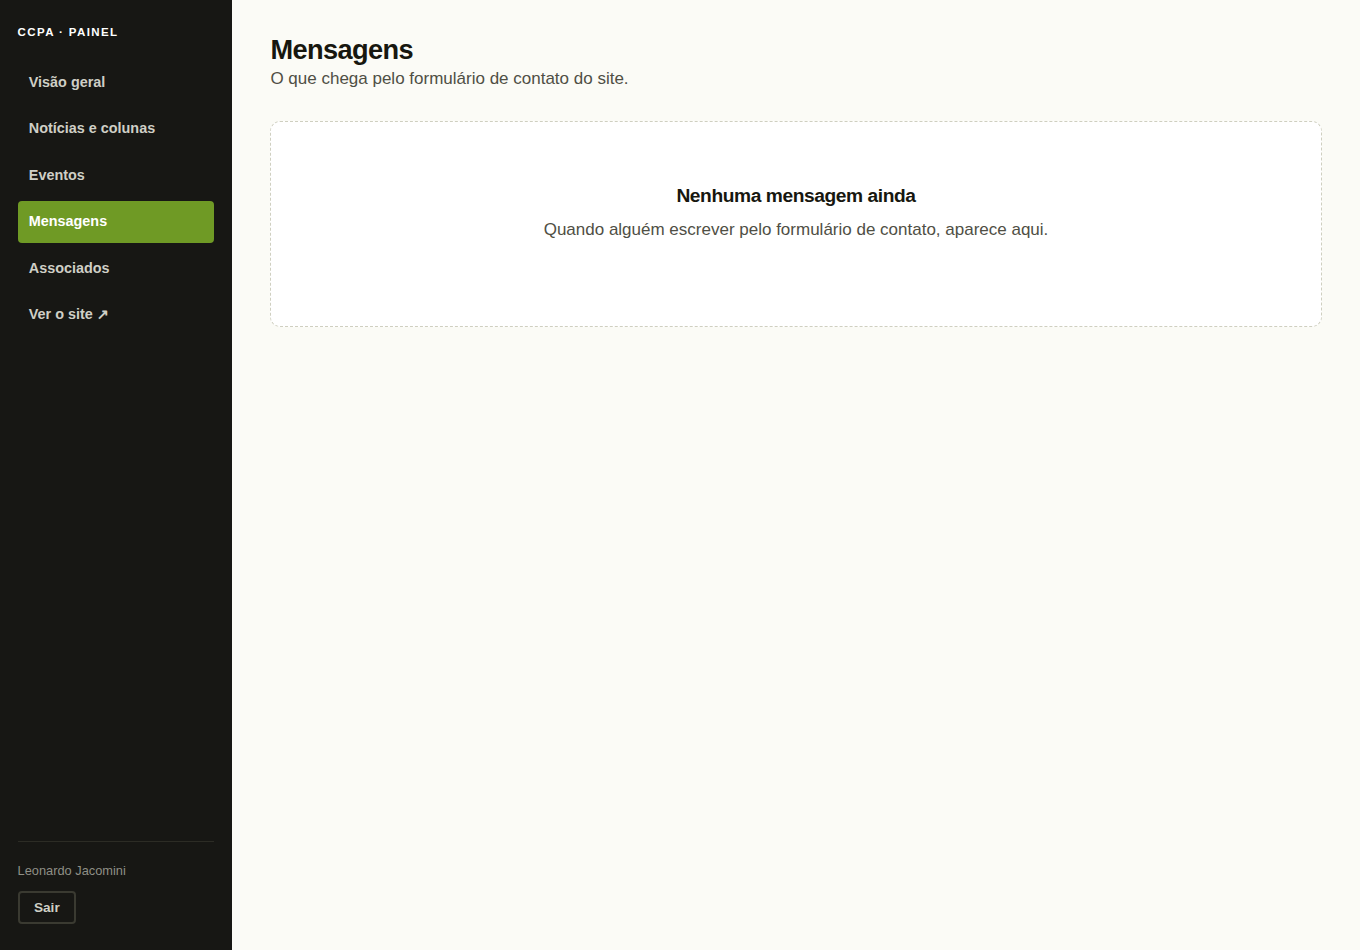 CCPA · PAINEL
Visão geral
Notícias e colunas
Eventos
Mensagens
Associados
Ver o site ↗
Leonardo Jacomini
Sair
Mensagens
O que chega pelo formulário de contato do site.
Nenhuma mensagem ainda
Quando alguém escrever pelo formulário de contato, aparece aqui.